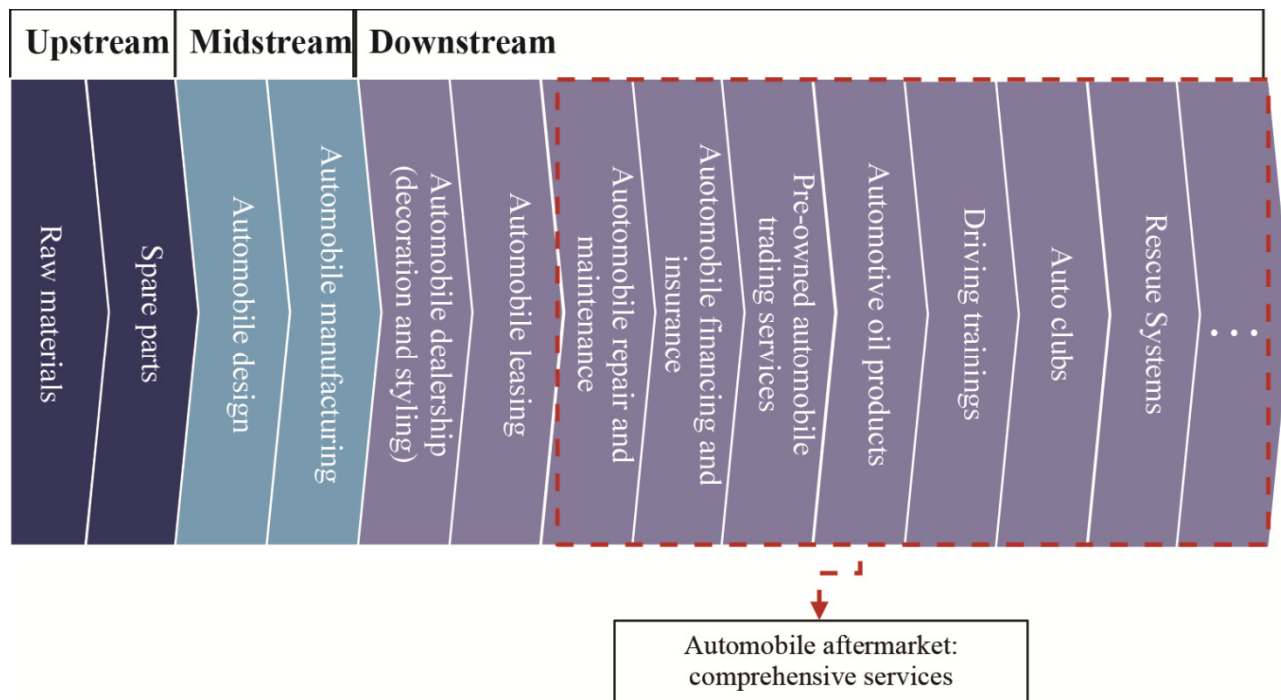 Upstream
Midstream
Downstream
Raw materials
Spare parts
Automobile design
Automobile manufacturing
Automobile dealership
(decoration and styling)
Automobile leasing
Auotomobile repair and
maintenance
Auotomobile financing and
insurance
Pre-owned automobile
trading services
Automotive oil products
Driving trainings
Auto clubs
Rescue Systems
...
Automobile aftermarket:
comprehensive services